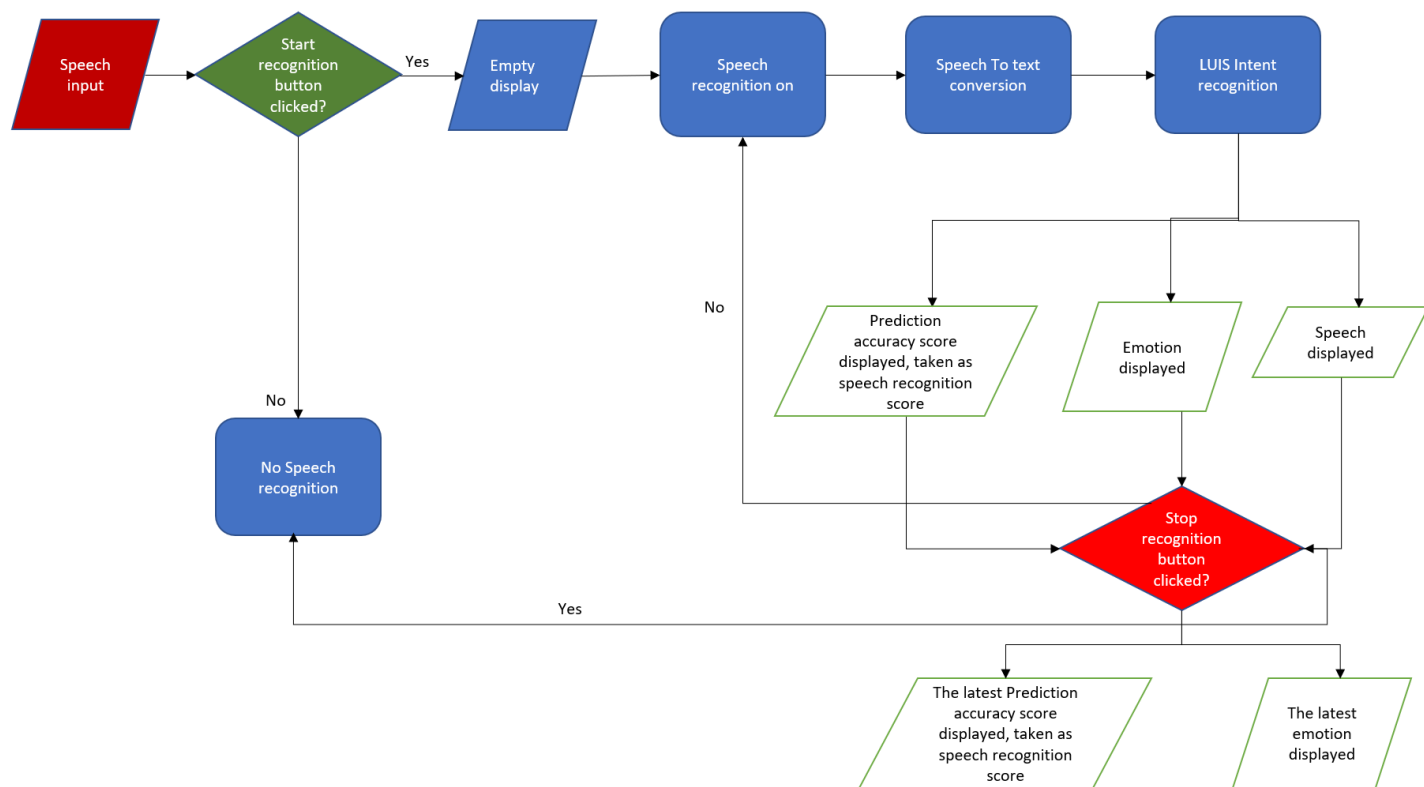 Speech
input
Start
recognition
button
clicked?
Yes
Empty
display
Speech
recognition on
Speech To text
conversion
LUIS Intent
recognition
No
Prediction
accuracy score
displayed, taken as
speech recognition
score
Emotion
displayed
Speech
displayed
No
No Speech
recognition
Stop
recognition
button
clicked?
Yes
The latest Prediction
accuracy score
displayed, taken as
speech recognition
score
The latest
emotion
displayed